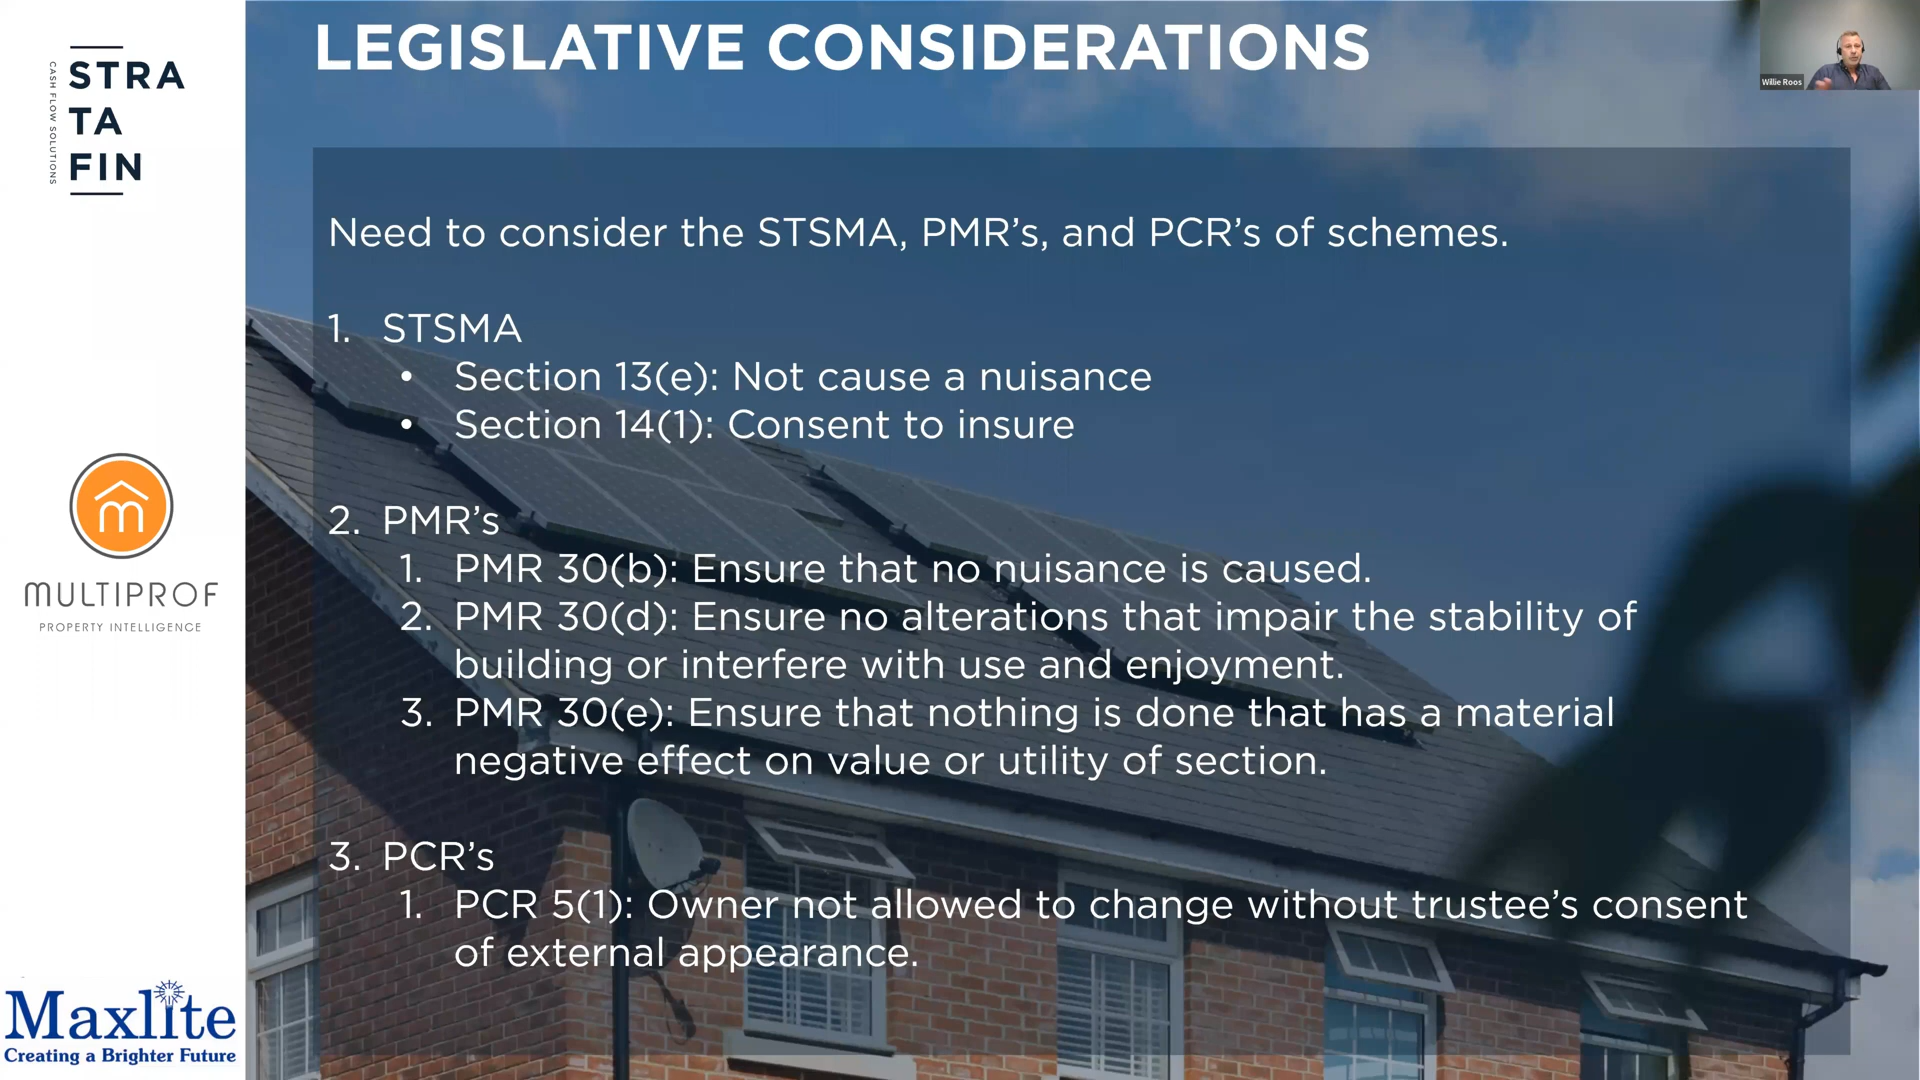 LEGISLATIVE CONSIDERATIONS
Willie Roos
CASH FLOW SOLUTIONS
STRA
TA
FIN
Need to consider the STSMA, PMR’s, and PCR’s of schemes.
1. STSMA
• Section 13(e): Not cause a nuisance
• Section 14(1): Consent to insure
2. PMR’s
1. PMR 30(b): Ensure that no nuisance is caused.
2. PMR 30(d): Ensure no alterations that impair the stability of
building or interfere with use and enjoyment.
3. PMR 30(e): Ensure that nothing is done that has a material
negative effect on value or utility of section.
3. PCR’s
1. PCR 5(1): Owner not allowed to change without trustee’s consent
of external appearance.
m
MULTIPROF
PROPERTY INTELLIGENCE
Maxlite
Creating a Brighter Future